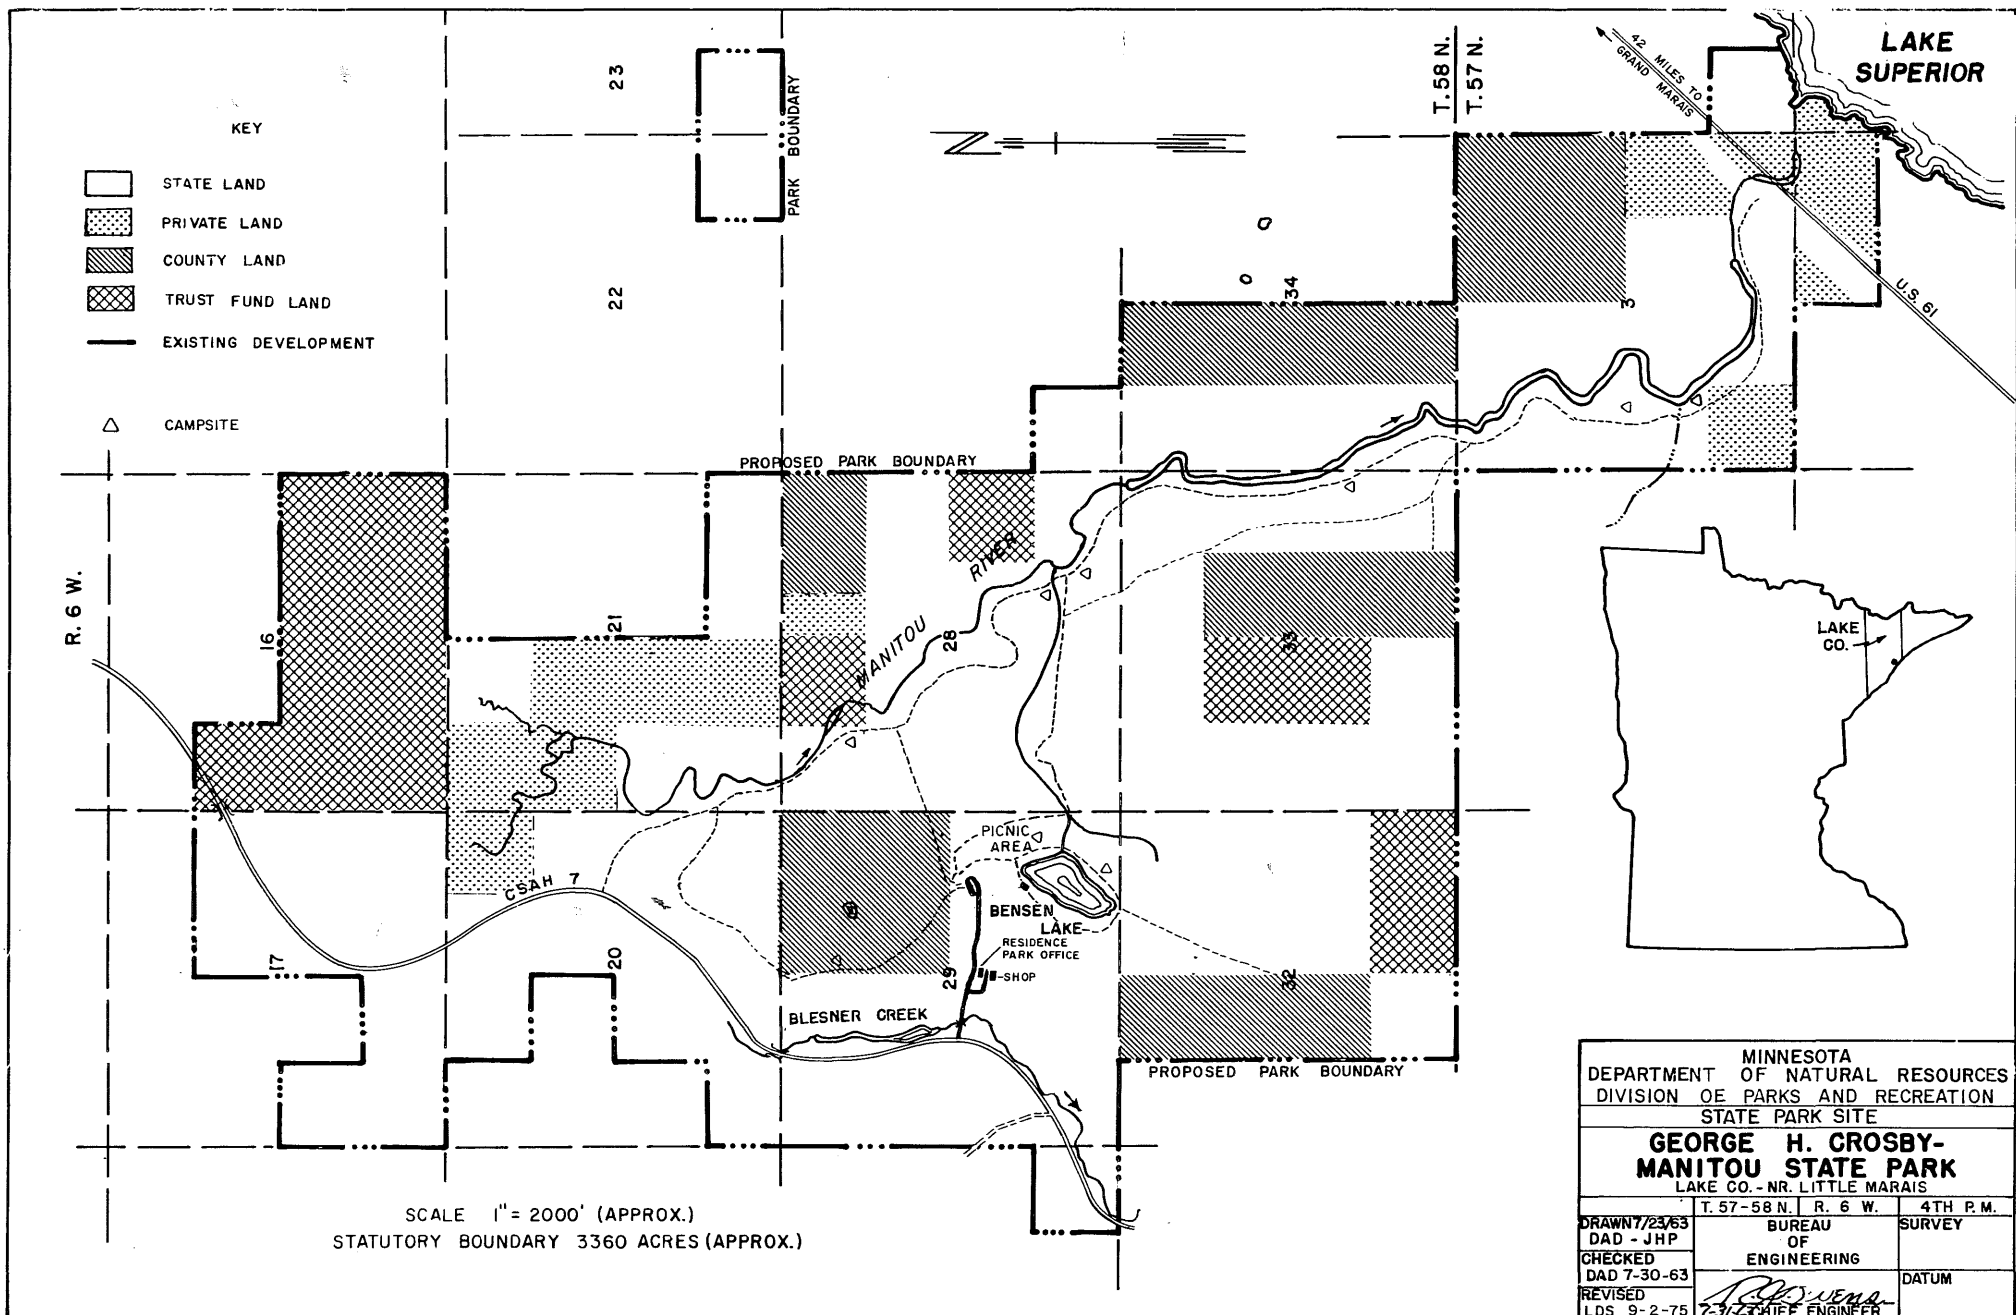 KEY
STATE LAND
PRIVATE LAND
COUNTY LAND
TRUST FUND LAND
EXISTING DEVELOPMENT
CAMPSITE
23
22
PARK BOUNDARY
T. 58 N.
T. 57 N.
42 MILES TO
GRAND MARAIS
LAKE
SUPERIOR
U.S. 61
34
3
PROPOSED PARK BOUNDARY
R. 6 W.
16
21
MANITOU RIVER
28
33
LAKE
CO.
CSAH 7
PICNIC
AREA
BENSEN
LAKE
RESIDENCE
PARK OFFICE
SHOP
17
20
29
32
BLESNER CREEK
PROPOSED PARK BOUNDARY
SCALE 1" = 2000' (APPROX.)
STATUTORY BOUNDARY 3360 ACRES (APPROX.)
MINNESOTA
DEPARTMENT OF NATURAL RESOURCES
DIVISION OE PARKS AND RECREATION
STATE PARK SITE
GEORGE H. CROSBY-
MANITOU STATE PARK
LAKE CO. - NR. LITTLE MARAIS
T. 57-58 N. R. 6 W. 4TH P. M.
DRAWN 7/23/63
DAD - JHP
BUREAU
OF
ENGINEERING
SURVEY
CHECKED
DAD 7-30-63
DATUM
REVISED
LDS 9-2-75
CHIEF ENGINEER